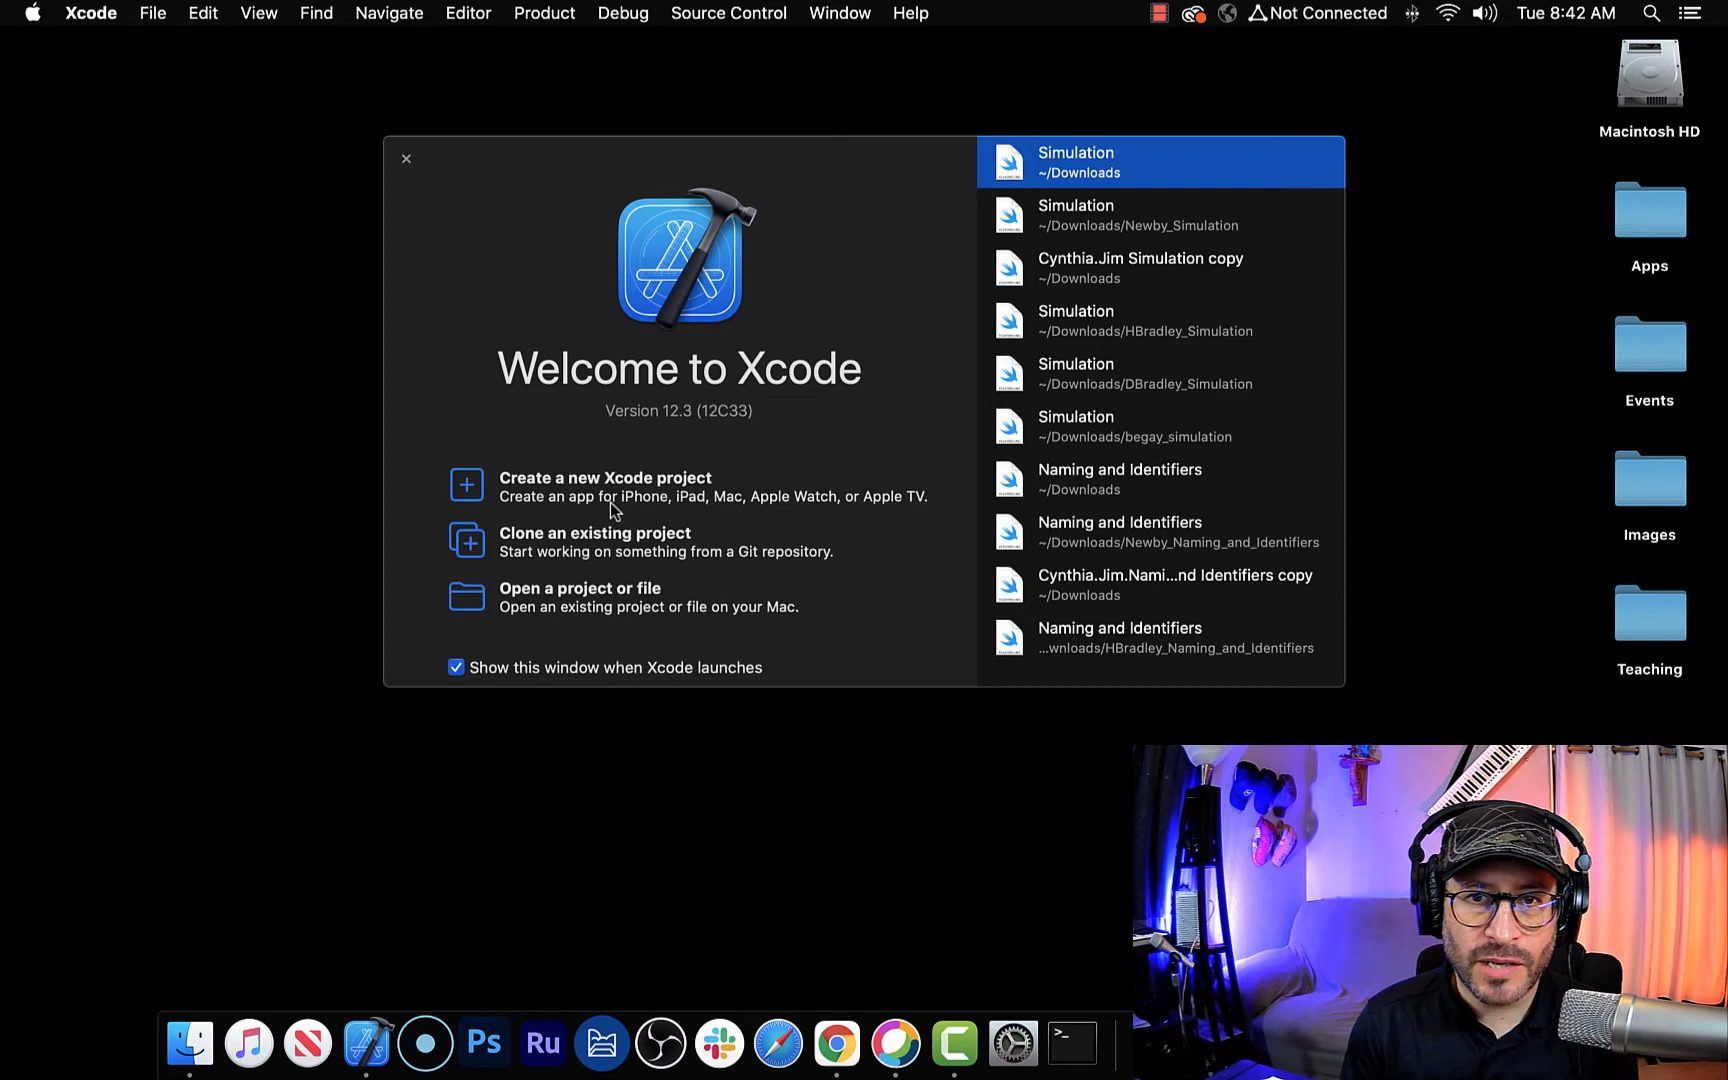 Xcode File Edit View Find Navigate Editor Product Debug Source Control Window Help Not Connected Tue 8:42 AM
Macintosh HD
Apps
Events
Images
Teaching
Welcome to Xcode
Version 12.3 (12C33)
Create a new Xcode project
Create an app for iPhone, iPad, Mac, Apple Watch, or Apple TV.
Clone an existing project
Start working on something from a Git repository.
Open a project or file
Open an existing project or file on your Mac.
Show this window when Xcode launches
Simulation
~/Downloads
Simulation
~/Downloads/Newby_Simulation
Cynthia.Jim Simulation copy
~/Downloads
Simulation
~/Downloads/HBradley_Simulation
Simulation
~/Downloads/DBradley_Simulation
Simulation
~/Downloads/begay_simulation
Naming and Identifiers
~/Downloads
Naming and Identifiers
~/Downloads/Newby_Naming_and_Identifiers
Cynthia.Jim.Nami...nd Identifiers copy
~/Downloads
Naming and Identifiers
...wnloads/HBradley_Naming_and_Identifiers
Ps Ru >_